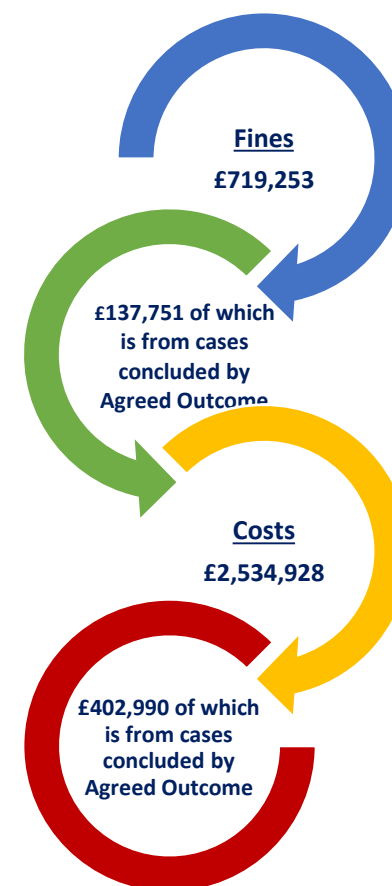 Fines
£719,253
£137,751 of which
is from cases
concluded by
Agreed Outcome
Costs
£2,534,928
£402,990 of which
is from cases
concluded by
Agreed Outcome